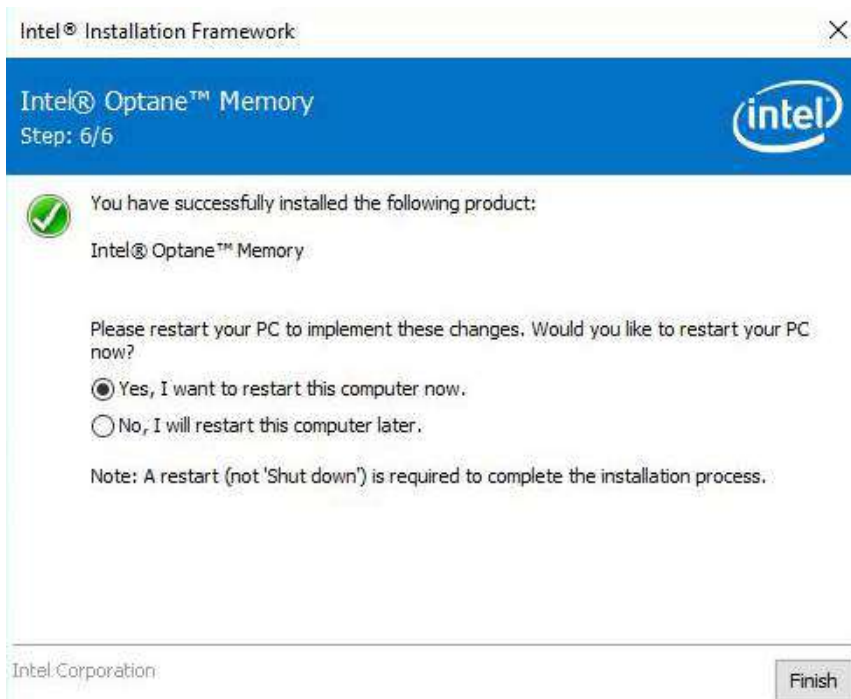 Intel® Installation Framework
Intel® Optane™ Memory
Step: 6/6
intel
You have successfully installed the following product:
Intel® Optane™ Memory
Please restart your PC to implement these changes. Would you like to restart your PC
now?
Yes, I want to restart this computer now.
No, I will restart this computer later.
Note: A restart (not 'Shut down') is required to complete the installation process.
Intel Corporation
Finish